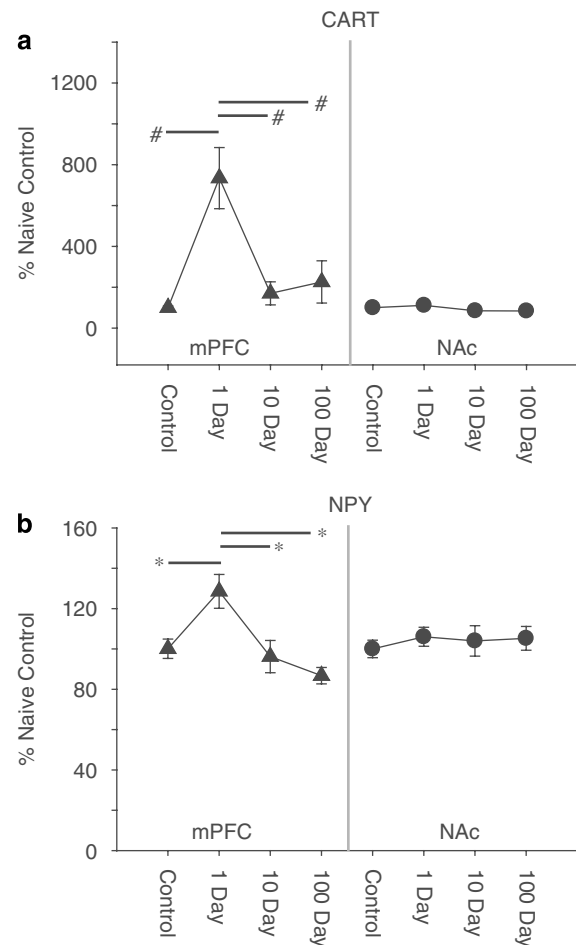 CART
a
1200
800
400
0
% Naive Control
#
#
#
mPFC
NAc
Control
1 Day
10 Day
100 Day
Control
1 Day
10 Day
100 Day
NPY
b
160
120
80
40
0
% Naive Control
*
*
*
mPFC
NAc
Control
1 Day
10 Day
100 Day
Control
1 Day
10 Day
100 Day